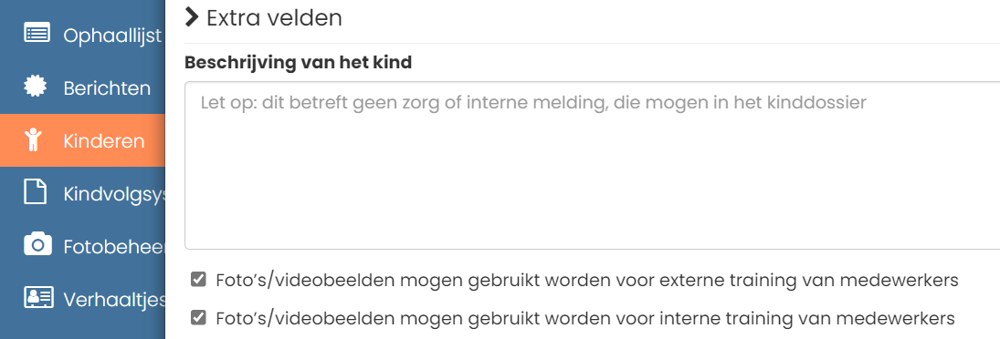 Ophaallijst
Berichten
Kinderen
Kindvolgsys
Fotobeheer
Verhaaltjes
Extra velden
Beschrijving van het kind
Let op: dit betreft geen zorg of interne melding, die mogen in het kinddossier
Foto's/videobeelden mogen gebruikt worden voor externe training van medewerkers
Foto's/videobeelden mogen gebruikt worden voor interne training van medewerkers